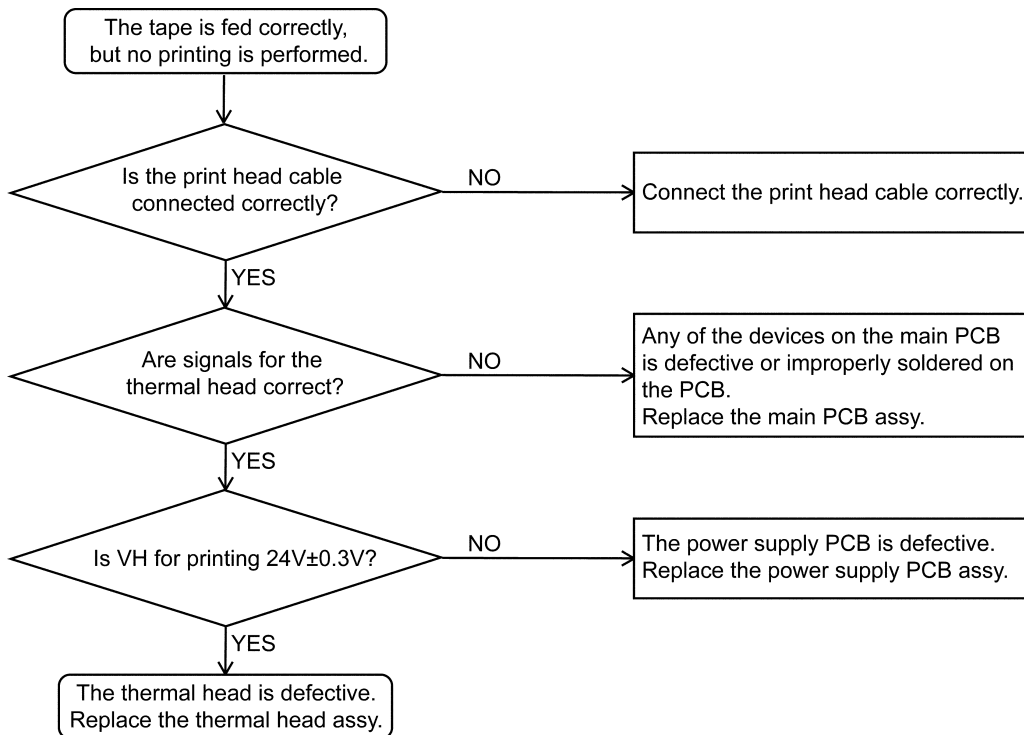 The tape is fed correctly,
but no printing is performed.
Is the print head cable
connected correctly?
NO
Connect the print head cable correctly.
YES
Are signals for the
thermal head correct?
NO
Any of the devices on the main PCB
is defective or improperly soldered on
the PCB.
Replace the main PCB assy.
YES
Is VH for printing 24V±0.3V?
NO
The power supply PCB is defective.
Replace the power supply PCB assy.
YES
The thermal head is defective.
Replace the thermal head assy.